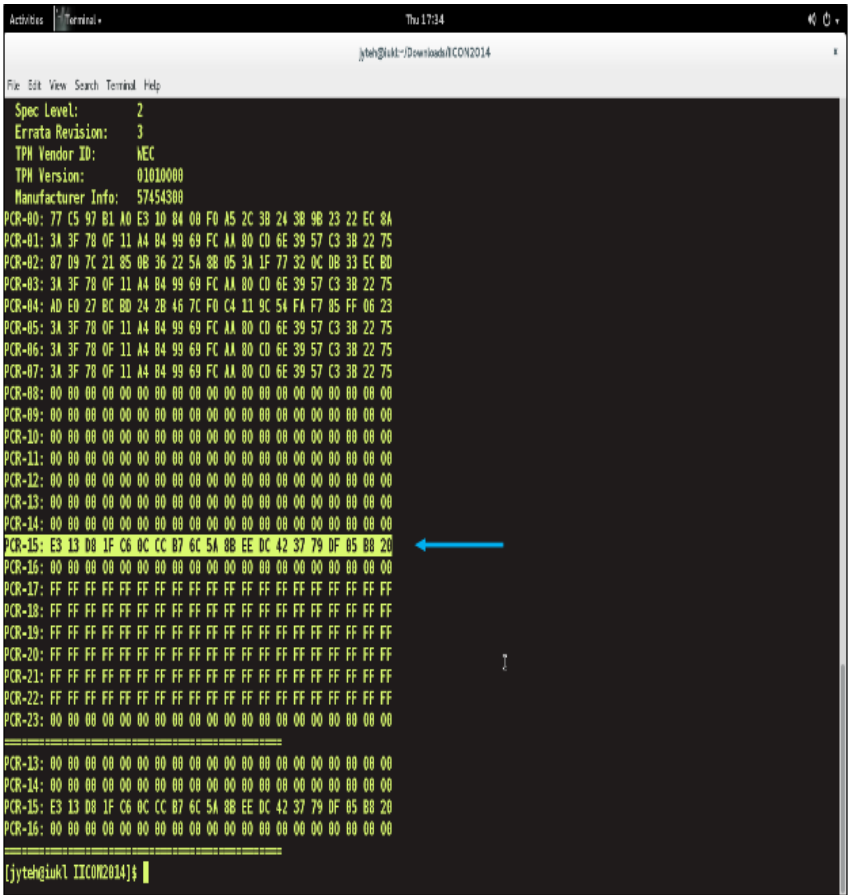 Activities Terminal Thu 17:34
jyteh@iukl:~/Downloads/IICON2014 x
File Edit View Search Terminal Help
Spec Level: 2
Errata Revision: 3
TPM Vendor ID: WEC
TPM Version: 01010000
Manufacturer Info: 57454300
PCR-00: 77 C5 97 B1 A0 E3 10 84 00 F0 A5 2C 3B 24 3B 9B 23 22 EC 8A
PCR-01: 3A 3F 78 0F 11 A4 B4 99 69 FC AA 80 CD 6E 39 57 C3 3B 22 75
PCR-02: 87 D9 7C 21 85 0B 36 22 5A 8B 05 3A 1F 77 32 0C DB 33 EC BD
PCR-03: 3A 3F 78 0F 11 A4 B4 99 69 FC AA 80 CD 6E 39 57 C3 3B 22 75
PCR-04: AD E0 27 BC BD 24 2B 46 7C F0 C4 11 9C 54 FA F7 85 FF 06 23
PCR-05: 3A 3F 78 0F 11 A4 B4 99 69 FC AA 80 CD 6E 39 57 C3 3B 22 75
PCR-06: 3A 3F 78 0F 11 A4 B4 99 69 FC AA 80 CD 6E 39 57 C3 3B 22 75
PCR-07: 3A 3F 78 0F 11 A4 B4 99 69 FC AA 80 CD 6E 39 57 C3 3B 22 75
PCR-08: 00 00 00 00 00 00 00 00 00 00 00 00 00 00 00 00 00 00 00 00
PCR-09: 00 00 00 00 00 00 00 00 00 00 00 00 00 00 00 00 00 00 00 00
PCR-10: 00 00 00 00 00 00 00 00 00 00 00 00 00 00 00 00 00 00 00 00
PCR-11: 00 00 00 00 00 00 00 00 00 00 00 00 00 00 00 00 00 00 00 00
PCR-12: 00 00 00 00 00 00 00 00 00 00 00 00 00 00 00 00 00 00 00 00
PCR-13: 00 00 00 00 00 00 00 00 00 00 00 00 00 00 00 00 00 00 00 00
PCR-14: 00 00 00 00 00 00 00 00 00 00 00 00 00 00 00 00 00 00 00 00
PCR-15: E3 13 D8 1F C6 0C CC B7 6C 5A 8B EE DC 42 37 79 DF 05 B8 20
PCR-16: 00 00 00 00 00 00 00 00 00 00 00 00 00 00 00 00 00 00 00 00
PCR-17: FF FF FF FF FF FF FF FF FF FF FF FF FF FF FF FF FF FF FF FF
PCR-18: FF FF FF FF FF FF FF FF FF FF FF FF FF FF FF FF FF FF FF FF
PCR-19: FF FF FF FF FF FF FF FF FF FF FF FF FF FF FF FF FF FF FF FF
PCR-20: FF FF FF FF FF FF FF FF FF FF FF FF FF FF FF FF FF FF FF FF
PCR-21: FF FF FF FF FF FF FF FF FF FF FF FF FF FF FF FF FF FF FF FF
PCR-22: FF FF FF FF FF FF FF FF FF FF FF FF FF FF FF FF FF FF FF FF
PCR-23: 00 00 00 00 00 00 00 00 00 00 00 00 00 00 00 00 00 00 00 00
================================================
PCR-13: 00 00 00 00 00 00 00 00 00 00 00 00 00 00 00 00 00 00 00 00
PCR-14: 00 00 00 00 00 00 00 00 00 00 00 00 00 00 00 00 00 00 00 00
PCR-15: E3 13 D8 1F C6 0C CC B7 6C 5A 8B EE DC 42 37 79 DF 05 B8 20
PCR-16: 00 00 00 00 00 00 00 00 00 00 00 00 00 00 00 00 00 00 00 00
================================================
[jyteh@iukl IICON2014]$